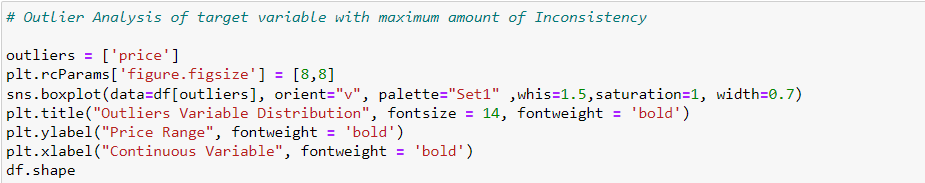 # Outlier Analysis of target variable with maximum amount of Inconsistency
outliers = ['price']
plt.rcParams['figure.figsize'] = [8,8]
sns.boxplot(data=df[outliers], orient="v", palette="Set1" ,whis=1.5,saturation=1, width=0.7)
plt.title("Outliers Variable Distribution", fontsize = 14, fontweight = 'bold')
plt.ylabel("Price Range", fontweight = 'bold')
plt.xlabel("Continuous Variable", fontweight = 'bold')
df.shape